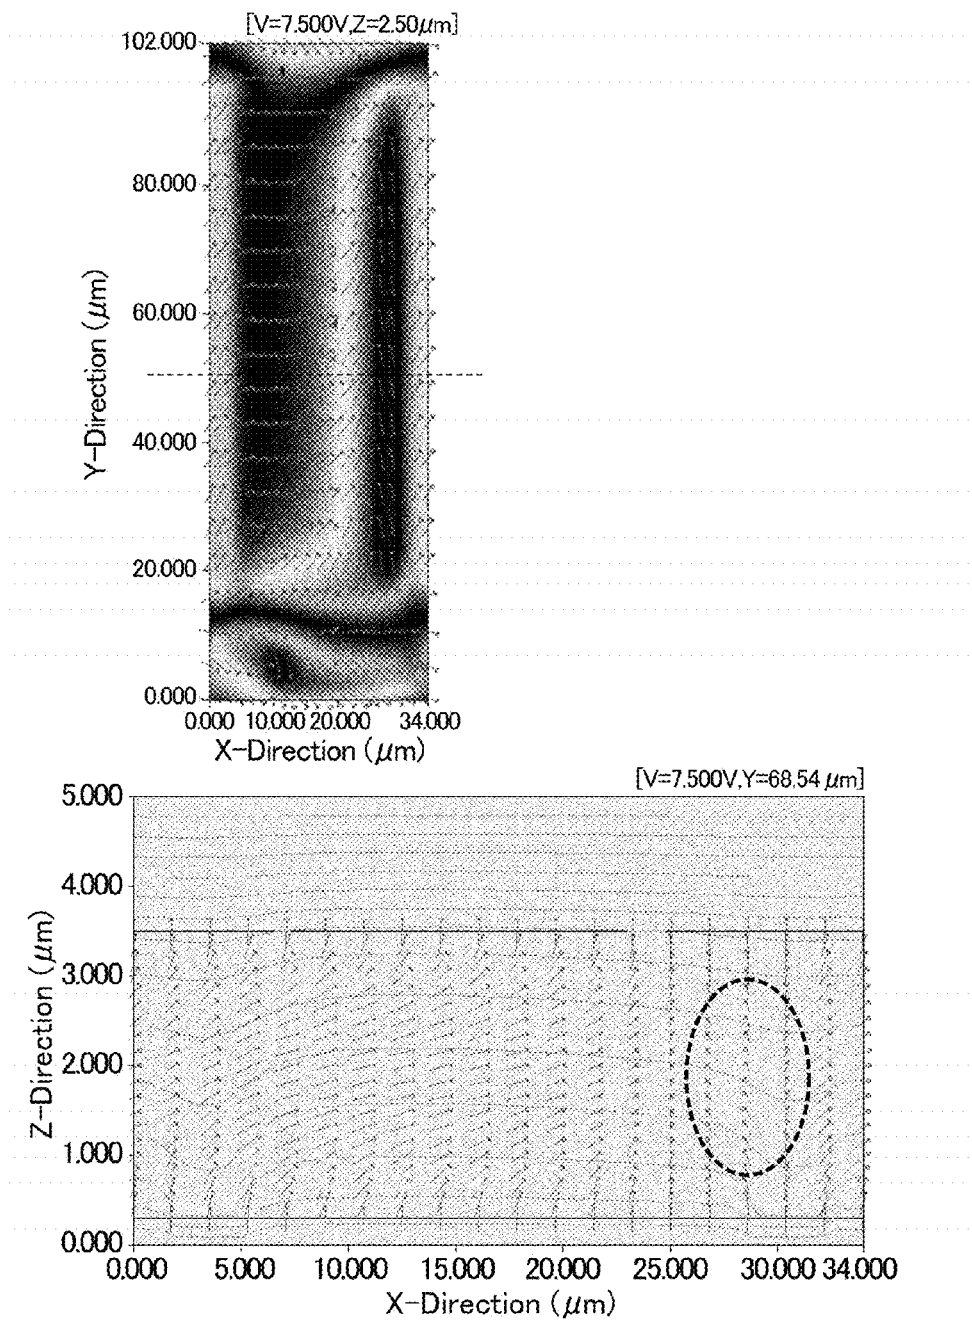 [V=7.500V,Z=2.50μm]
102.000
80.000
60.000
40.000
20.000
0.000
Y-Direction (μm)
0.000 10.000 20.000 34.000
X-Direction (μm)
[V=7.500V,Y=68.54 μm]
5.000
4.000
3.000
2.000
1.000
0.000
Z-Direction (μm)
0.000 5.000 10.000 15.000 20.000 25.000 30.000 34.000
X-Direction (μm)